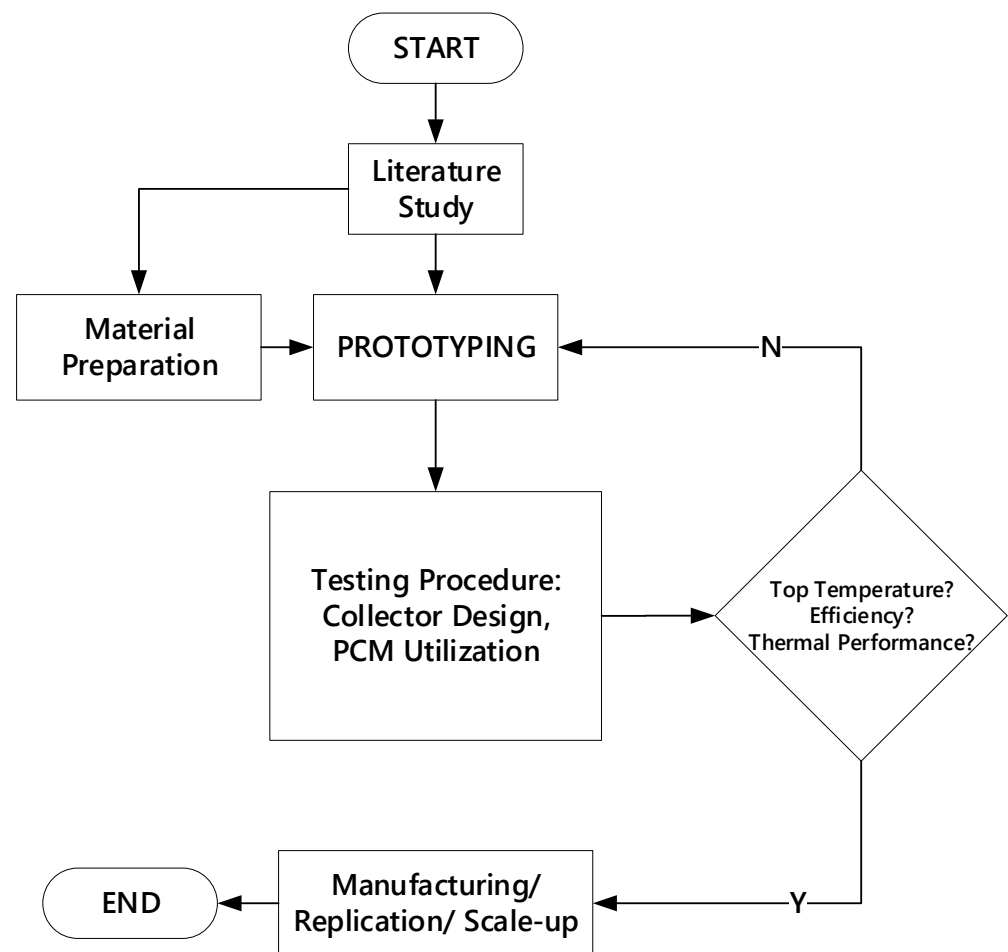 START
Literature
Study
Material
Preparation
PROTOTYPING
N
Testing Procedure:
Collector Design,
PCM Utilization
Top Temperature?
Efficiency?
Thermal Performance?
END
Manufacturing/
Replication/ Scale-up
Y